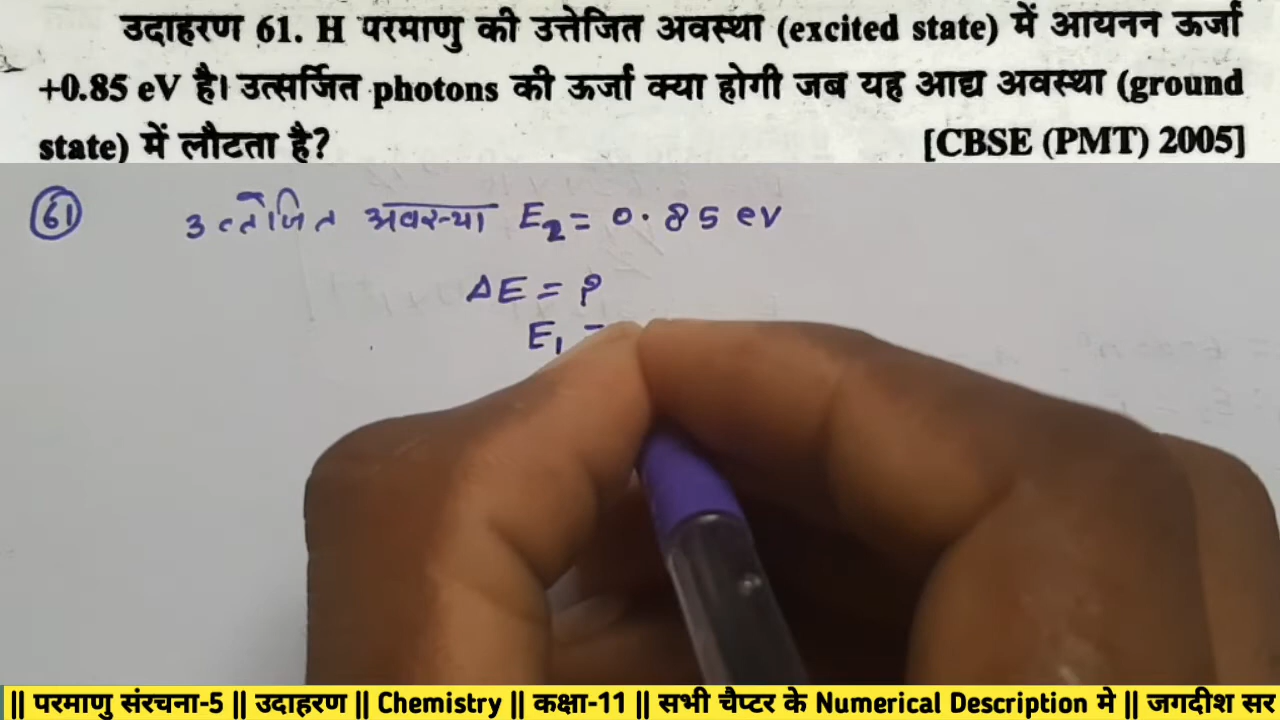 उदाहरण 61. H परमाणु की उत्तेजित अवस्था (excited state) में आयनन ऊर्जा
+0.85 eV है। उत्सर्जित photons की ऊर्जा क्या होगी जब यह आद्य अवस्था (ground
state) में लौटता है? [CBSE (PMT) 2005]
61 उत्तेजित अवस्था E₂ = 0.85 eV
ΔE = ?
E₁ =
|| परमाणु संरचना-5 || उदाहरण || Chemistry || कक्षा-11 || सभी चैप्टर के Numerical Description मे || जगदीश सर